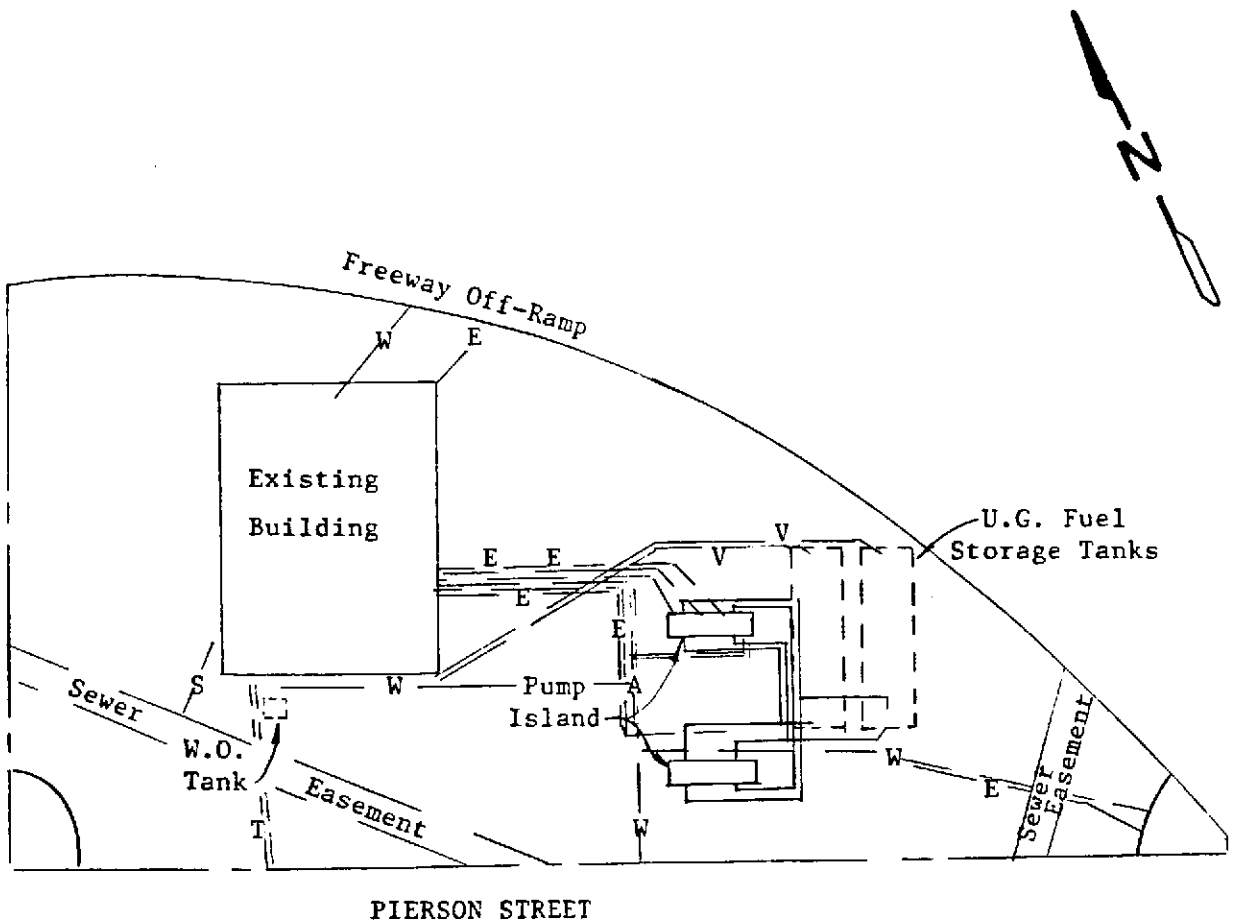 N
Freeway Off-Ramp
W
E
Existing
Building
U.G. Fuel
Storage Tanks
V
V
E
E
E
E
S
W
Pump
Island
A
Sewer
Easement
W.O.
Tank
T
W
W
E
Sewer
Easement
PIERSON STREET